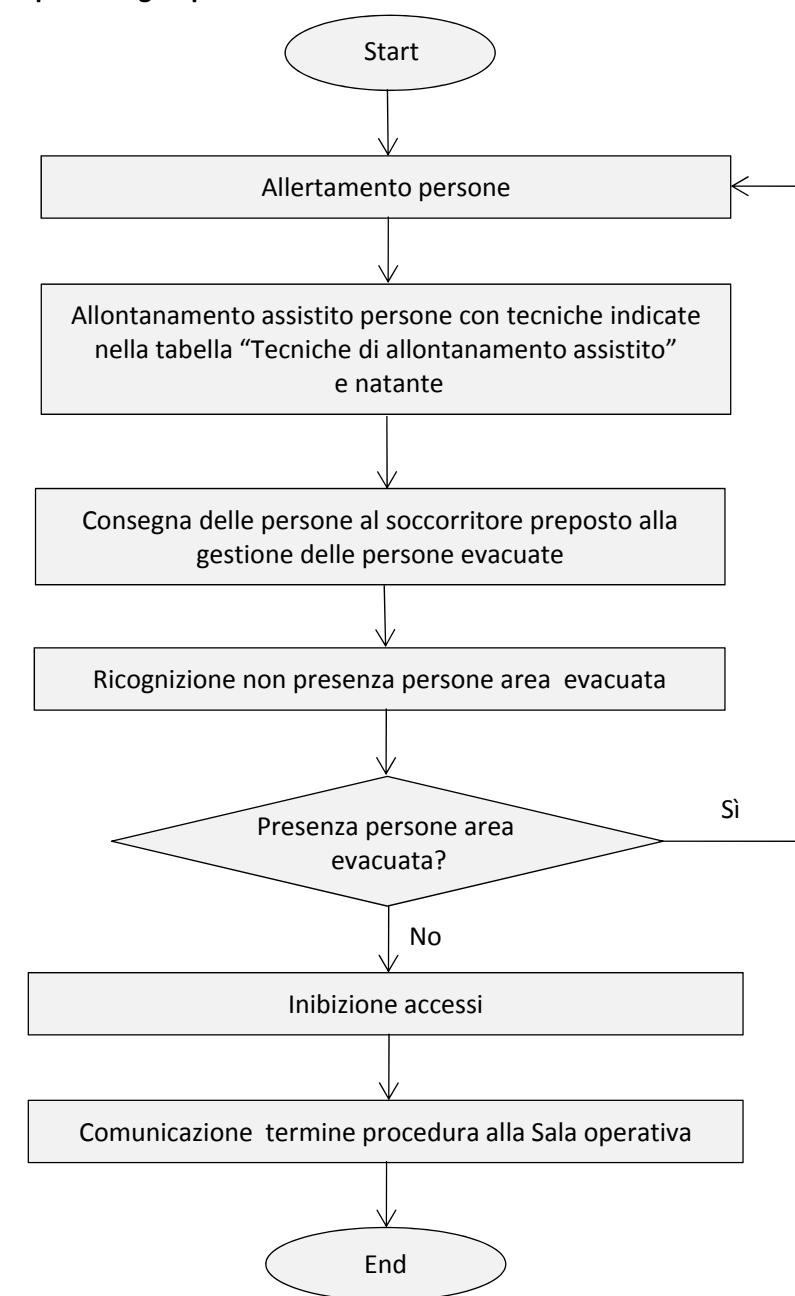 Start
Allertamento persone
Allontanamento assistito persone con tecniche indicate
nella tabella “Tecniche di allontanamento assistito”
e natante
Consegna delle persone al soccorritore preposto alla
gestione delle persone evacuate
Ricognizione non presenza persone area evacuata
Presenza persone area
evacuata?
Sì
No
Inibizione accessi
Comunicazione termine procedura alla Sala operativa
End